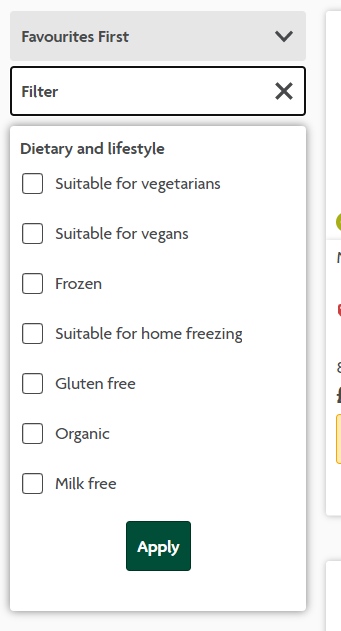 Favourites First
Filter
Dietary and lifestyle
Suitable for vegetarians
Suitable for vegans
Frozen
Suitable for home freezing
Gluten free
Organic
Milk free
Apply